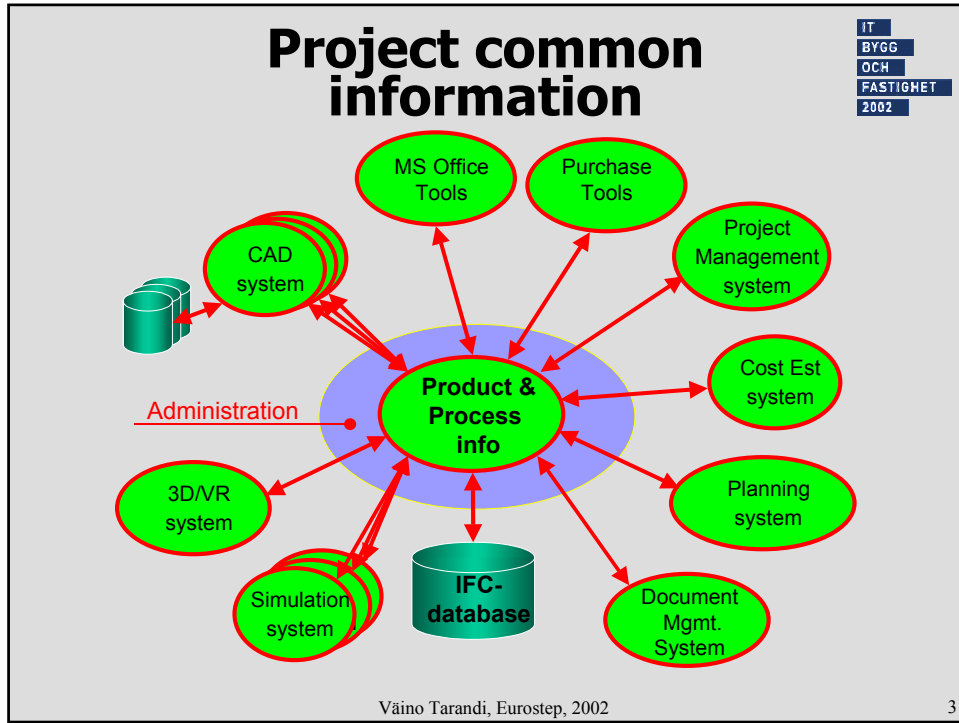 Project common
information
IT
BYGG
OCH
FASTIGHET
2002
MS Office
Tools
Purchase
Tools
Project
Management
system
CAD
system
Cost Est
system
Product &
Process
info
Administration
3D/VR
system
Planning
system
Simulation
system
IFC-
database
Document
Mgmt.
System
Väino Tarandi, Eurostep, 2002
3